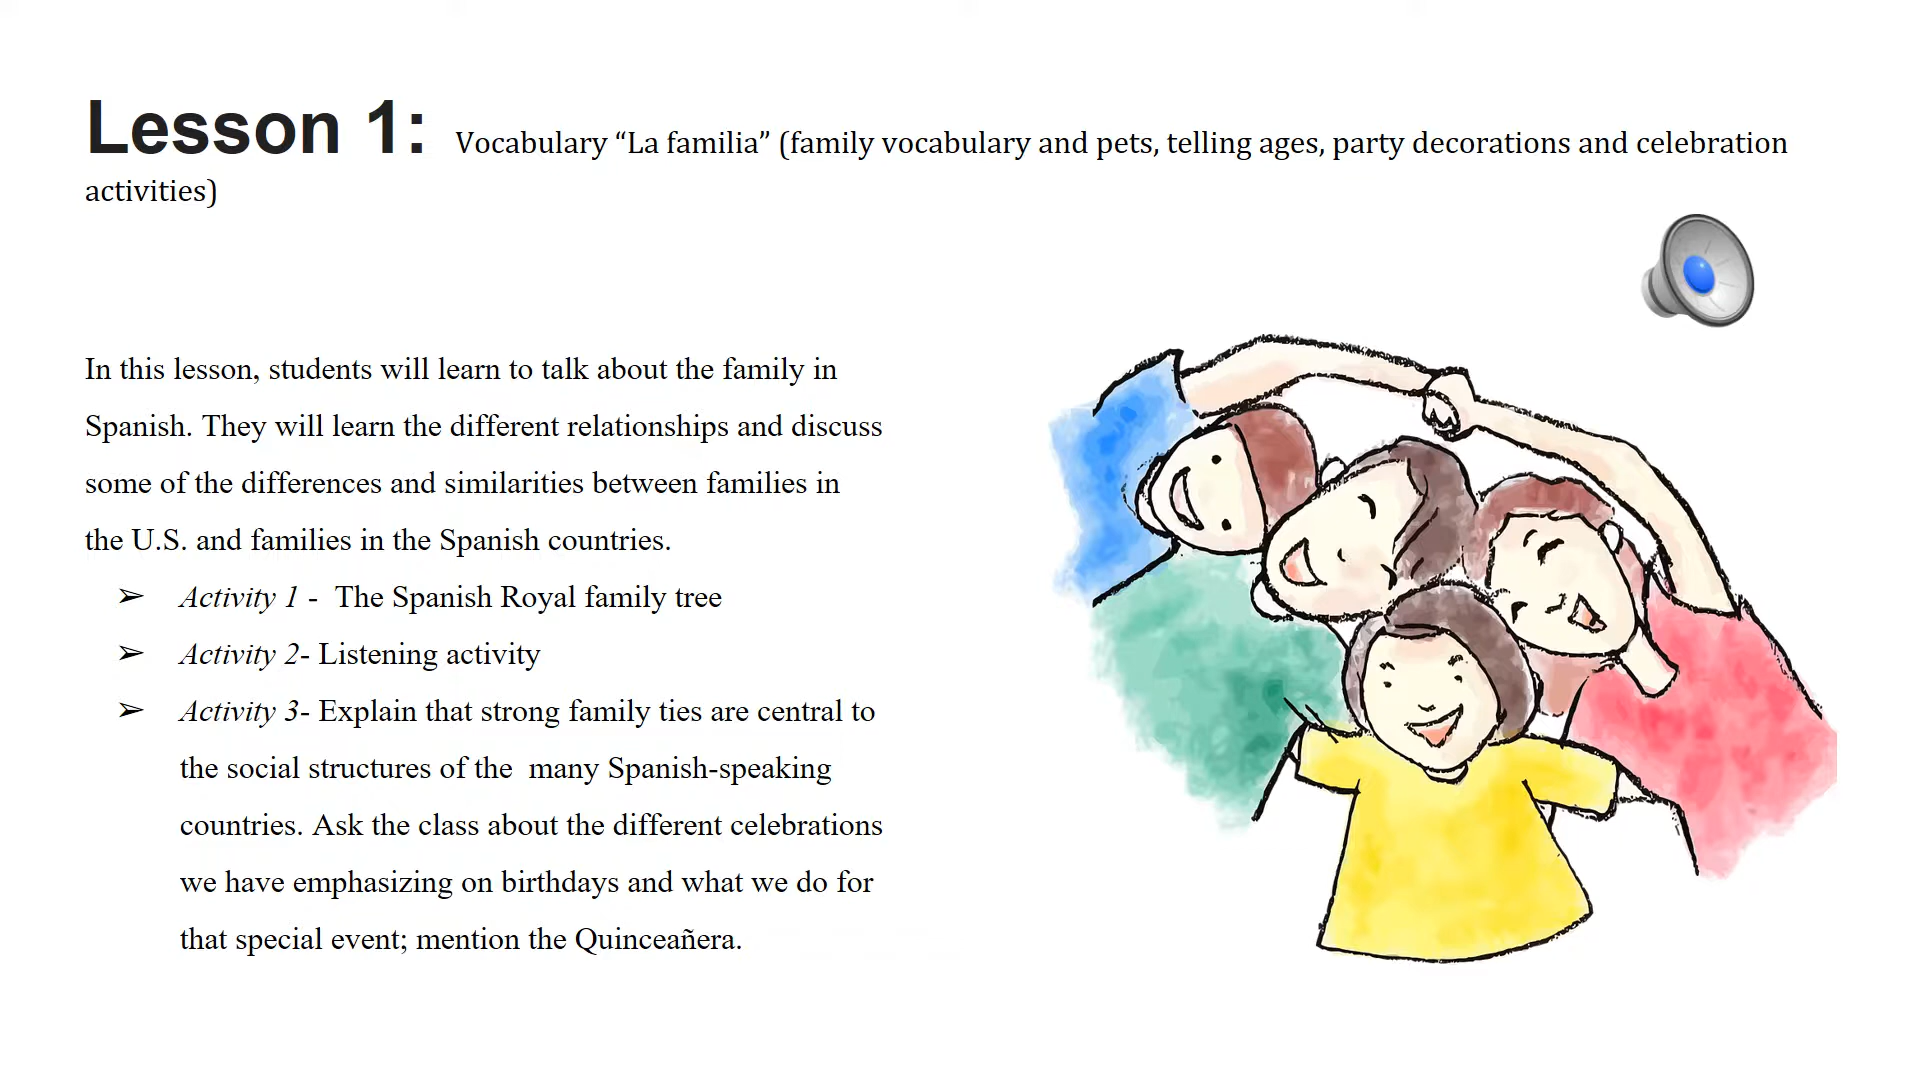 Lesson 1: Vocabulary “La familia” (family vocabulary and pets, telling ages, party decorations and celebration
activities)
In this lesson, students will learn to talk about the family in
Spanish. They will learn the different relationships and discuss
some of the differences and similarities between families in
the U.S. and families in the Spanish countries.
➢ Activity 1 - The Spanish Royal family tree
➢ Activity 2- Listening activity
➢ Activity 3- Explain that strong family ties are central to
the social structures of the many Spanish-speaking
countries. Ask the class about the different celebrations
we have emphasizing on birthdays and what we do for
that special event; mention the Quinceañera.